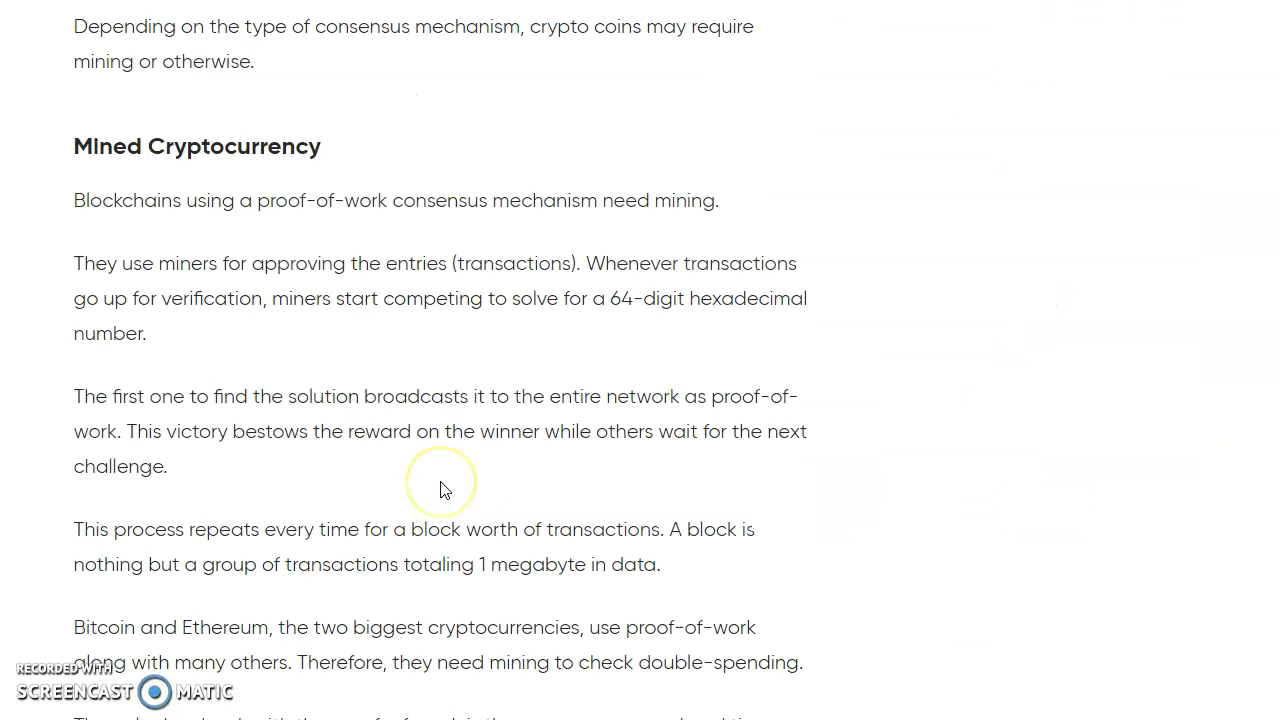 Depending on the type of consensus mechanism, crypto coins may require
mining or otherwise.
Mined Cryptocurrency
Blockchains using a proof-of-work consensus mechanism need mining.
They use miners for approving the entries (transactions). Whenever transactions
go up for verification, miners start competing to solve for a 64-digit hexadecimal
number.
The first one to find the solution broadcasts it to the entire network as proof-of-
work. This victory bestows the reward on the winner while others wait for the next
challenge.
This process repeats every time for a block worth of transactions. A block is
nothing but a group of transactions totaling 1 megabyte in data.
Bitcoin and Ethereum, the two biggest cryptocurrencies, use proof-of-work
along with many others. Therefore, they need mining to check double-spending.
RECORDED WITH
SCREENCAST MATIC